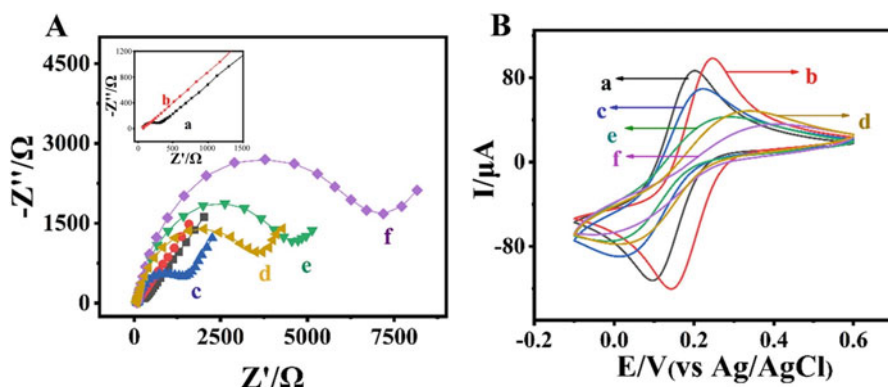 A
-Z''/Ω
4500
3000
1500
0
0
2500
5000
7500
Z'/Ω
-Z''/Ω
1200
800
400
0
0
500
1000
1500
Z'/Ω
b
a
c
d
e
f
B
I/μA
80
0
-80
-0.2
0.0
0.2
0.4
0.6
E/V(vs Ag/AgCl)
a
b
c
d
e
f